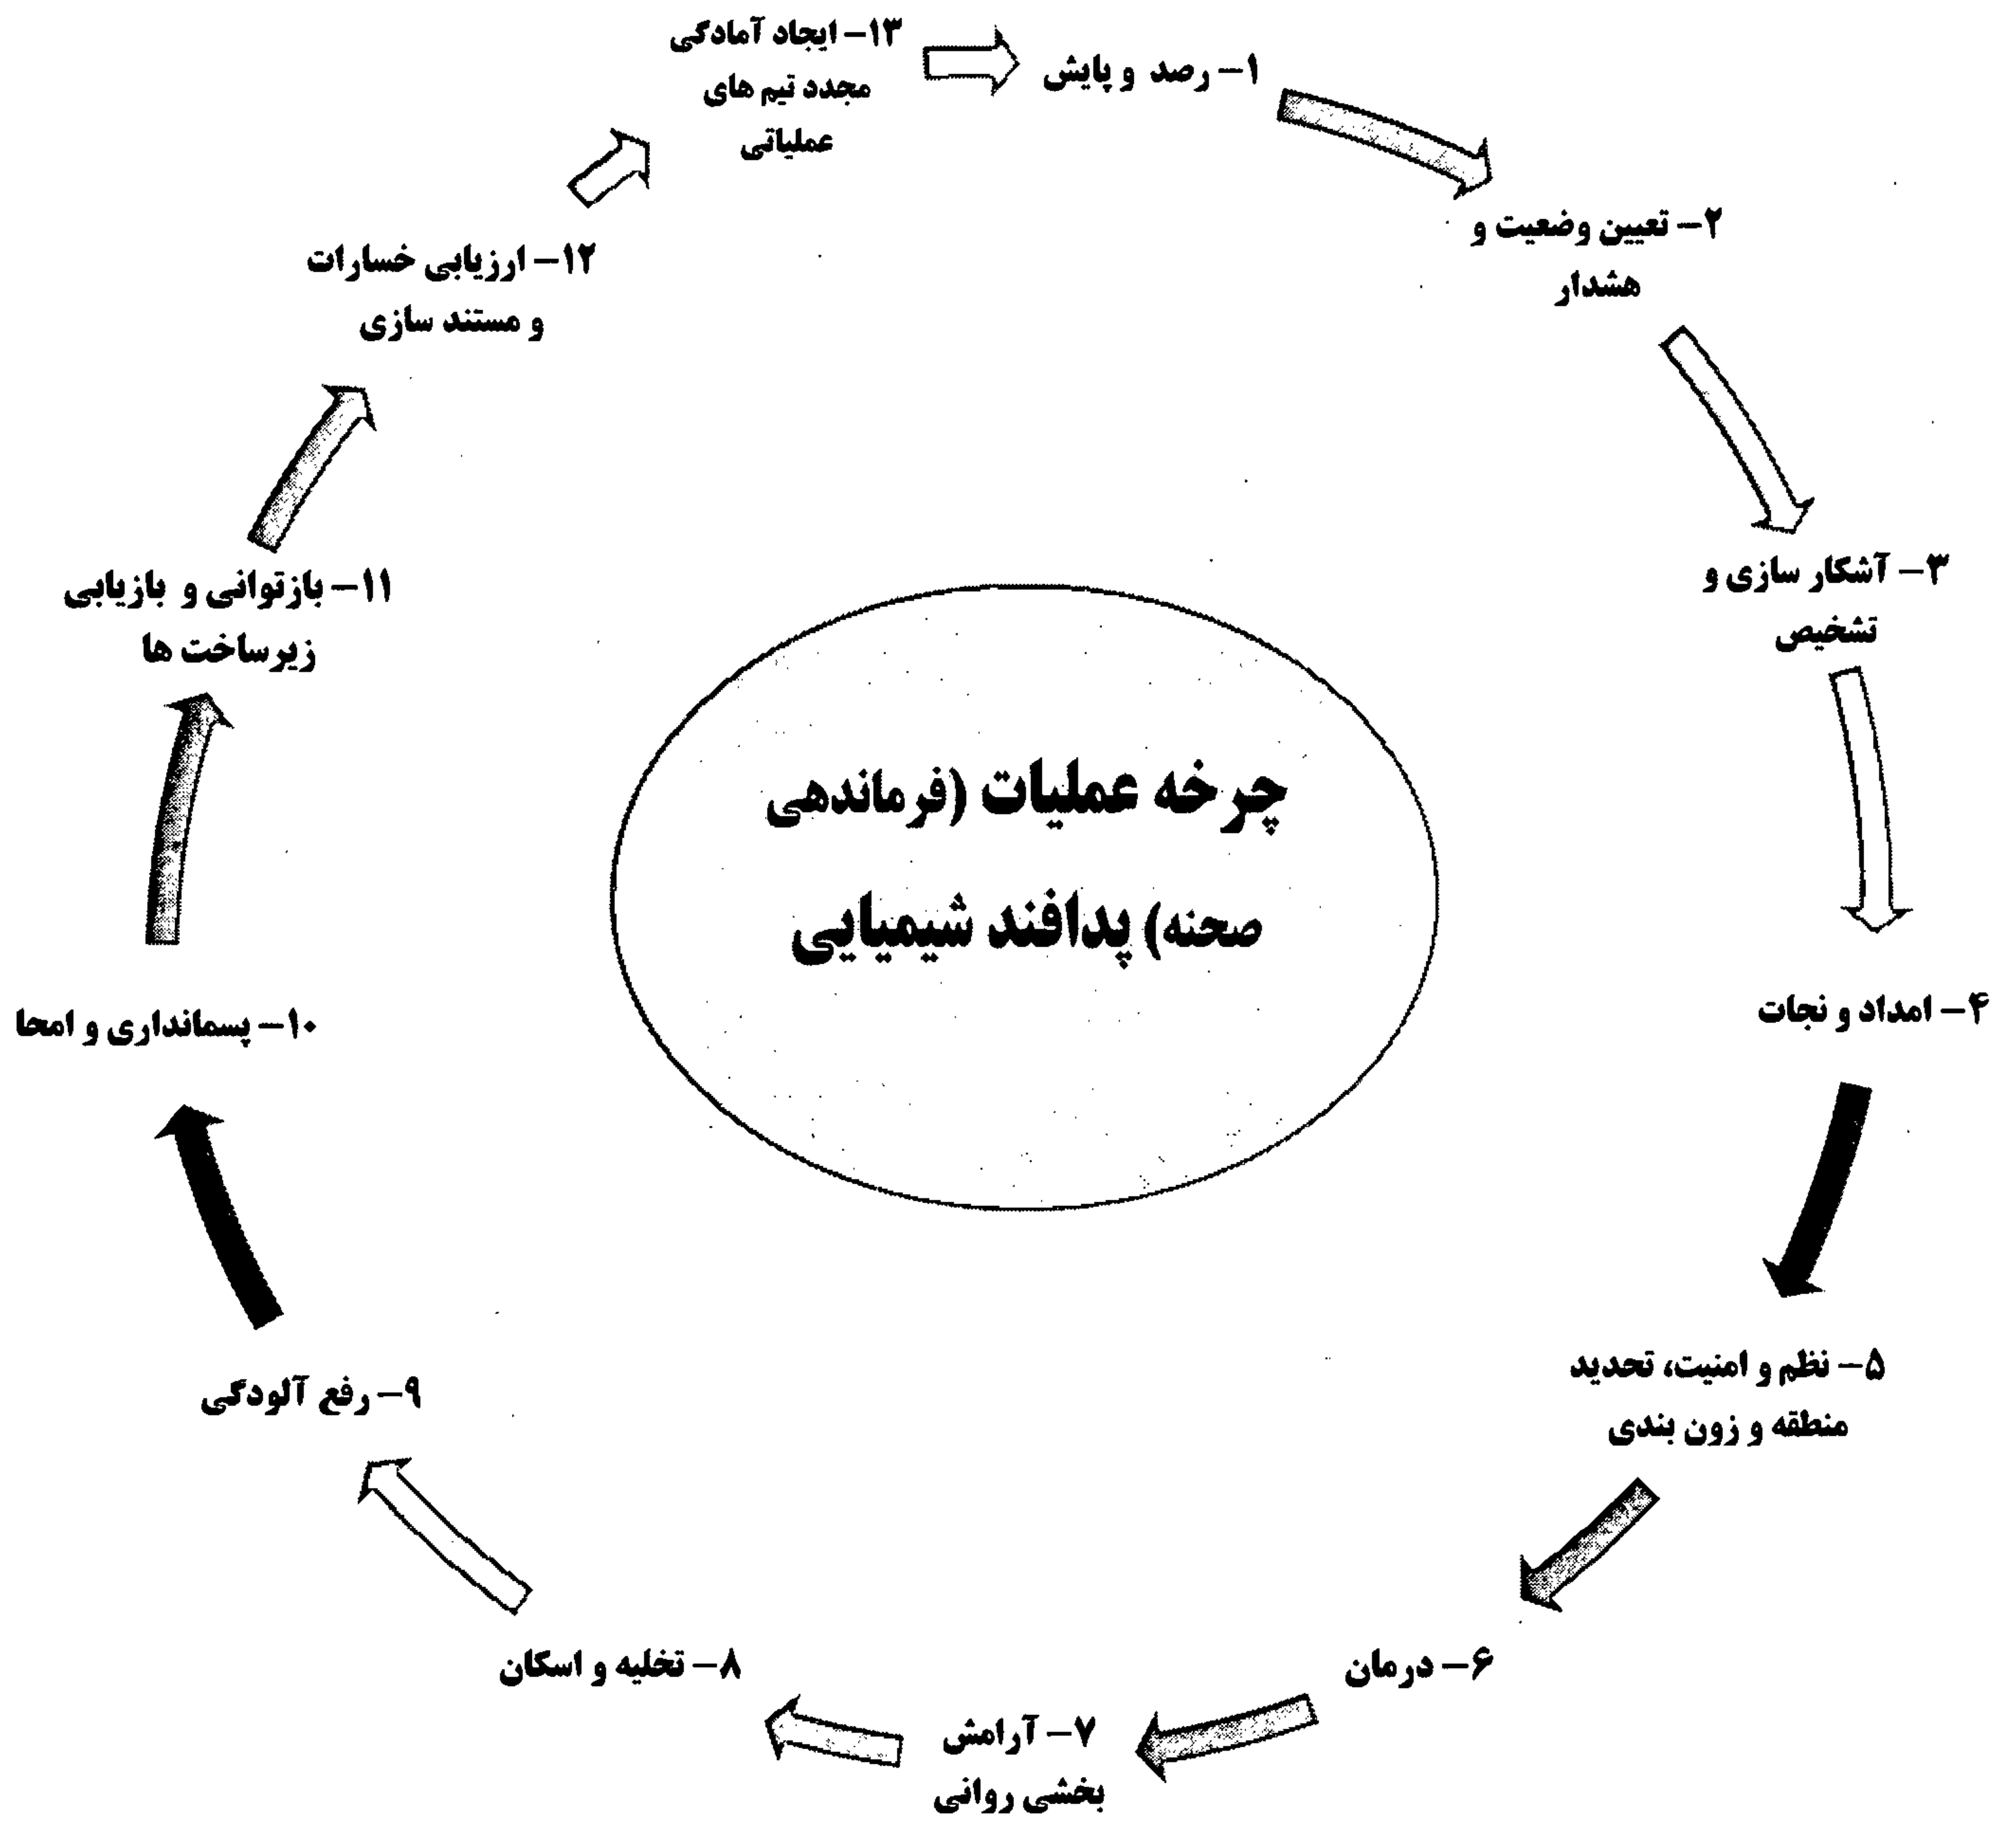 ۱- رصد و پایش
۲- تعیین وضعیت و
هشدار
۳- آشکار سازی و
تشخیص
۴- امداد و نجات
۵- نظم و امنیت، تحدید
منطقه و زون بندی
۶- درمان
۷- آرامش
بخشی روانی
۸- تخلیه و اسکان
۹- رفع آلودگی
۱۰- پسمانداری و امحا
۱۱- بازتوانی و بازیابی
زیرساخت ها
۱۲- ارزیابی خسارات
و مستند سازی
۱۳- ایجاد آمادگی
مجدد تیم های
عملیاتی
چرخه عملیات (فرماندهی
صحنه) پدافند شیمیایی